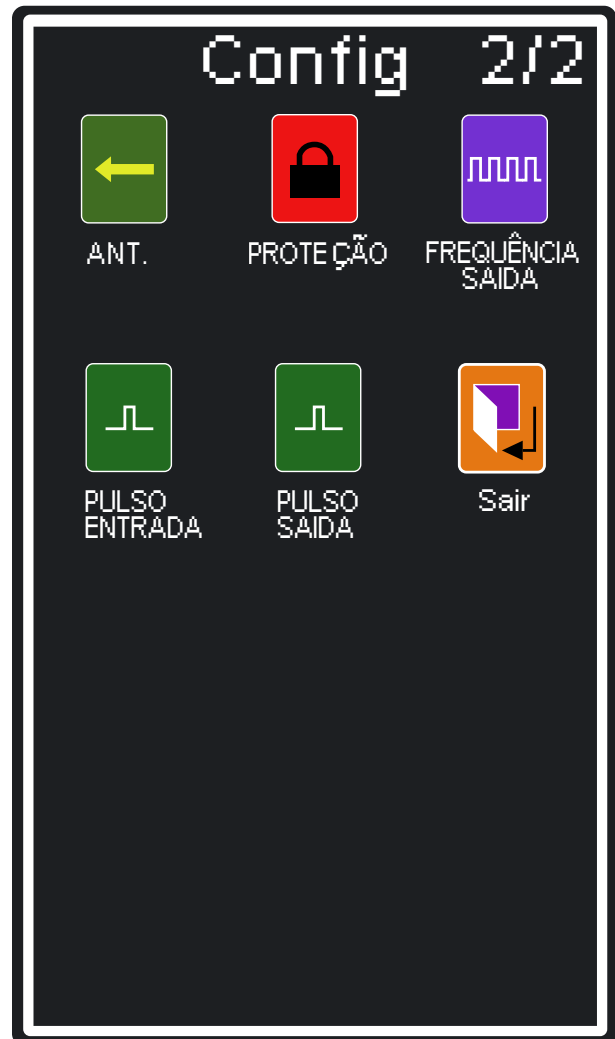 Config 2/2
ANT.
PROTEÇÃO
FREQUÊNCIA
SAIDA
PULSO
ENTRADA
PULSO
SAIDA
Sair